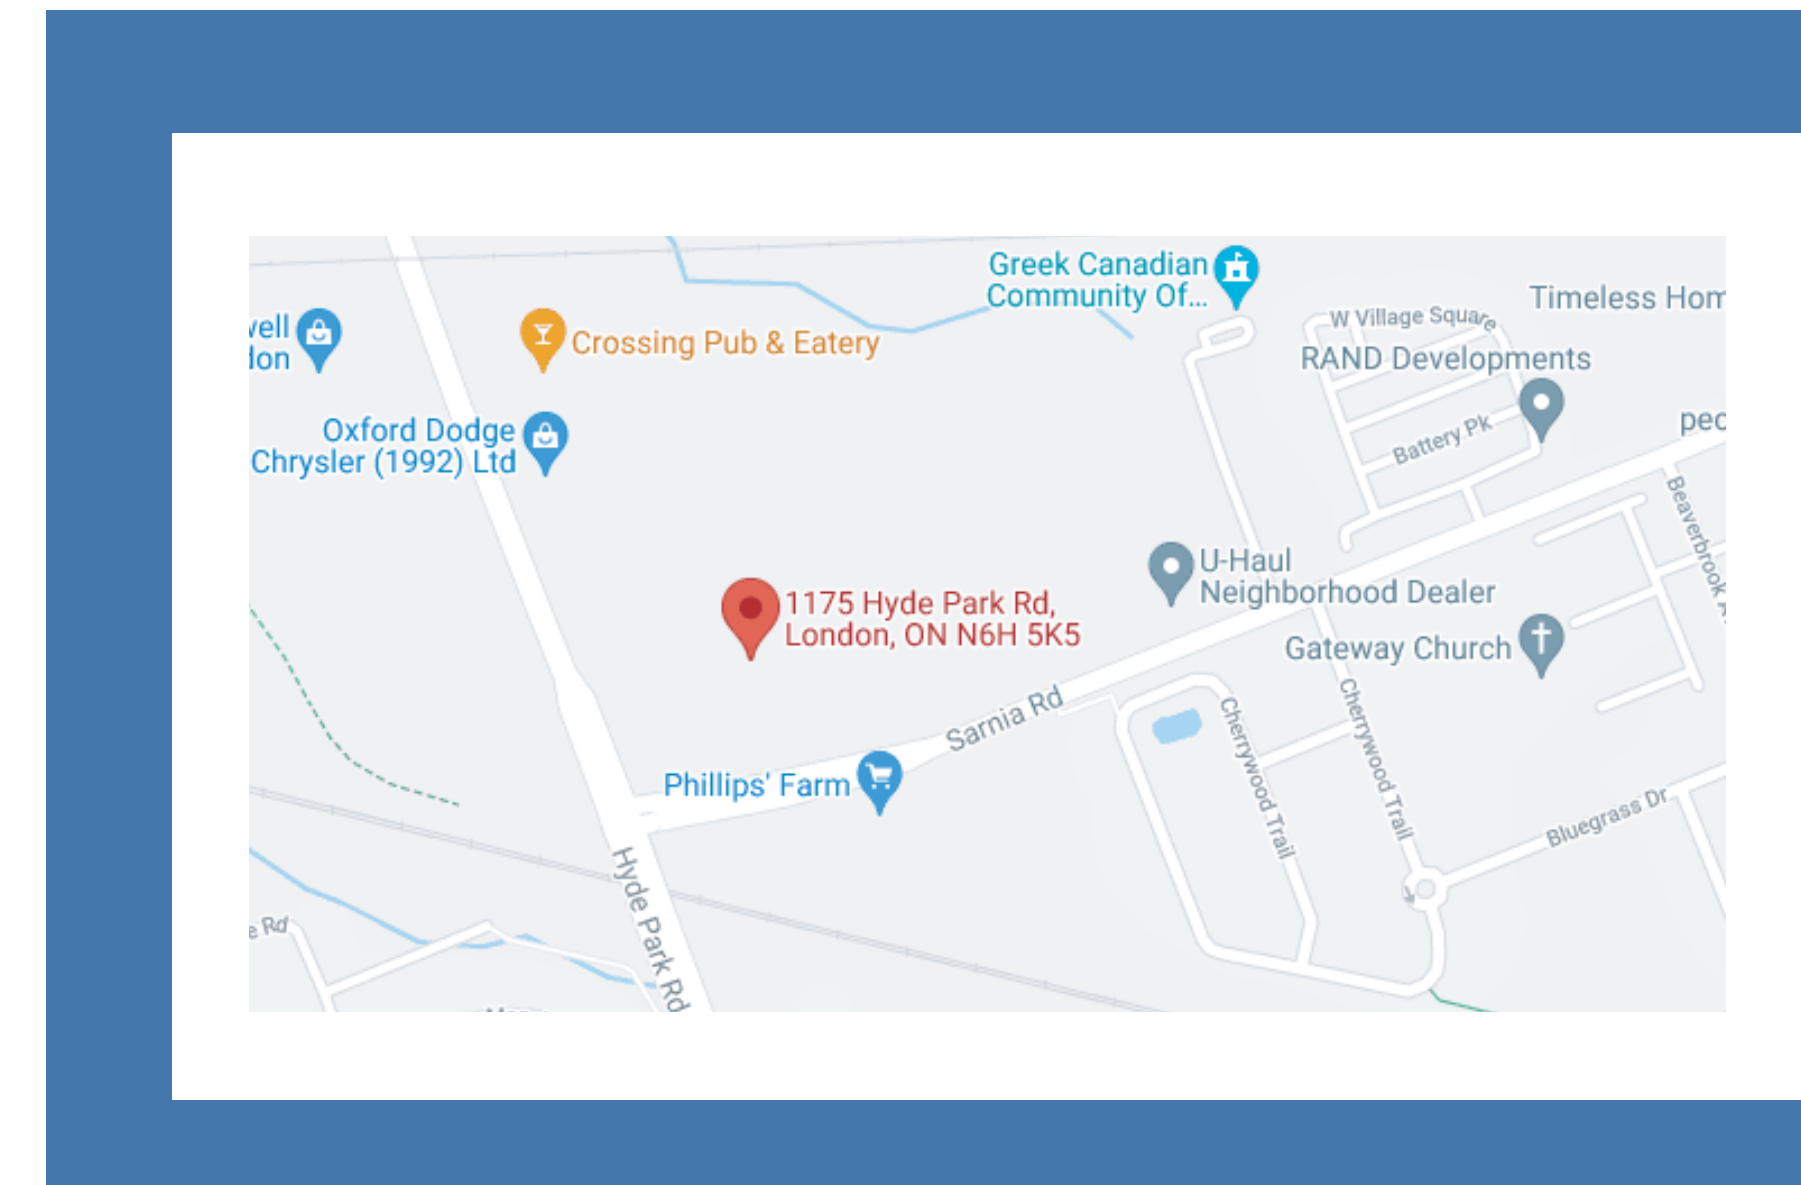 Greek Canadian
Community Of...
Timeless Hom
W Village Square
vell
don
Crossing Pub & Eatery
RAND Developments
Oxford Dodge
Chrysler (1992) Ltd
Battery Pk
pec
Beaverbrook A
U-Haul
Neighborhood Dealer
1175 Hyde Park Rd,
London, ON N6H 5K5
Gateway Church
Sarnia Rd
Cherrywood Trail
Cherrywood Trail
Phillips' Farm
Bluegrass Dr
Hyde Park Rd
e Rd